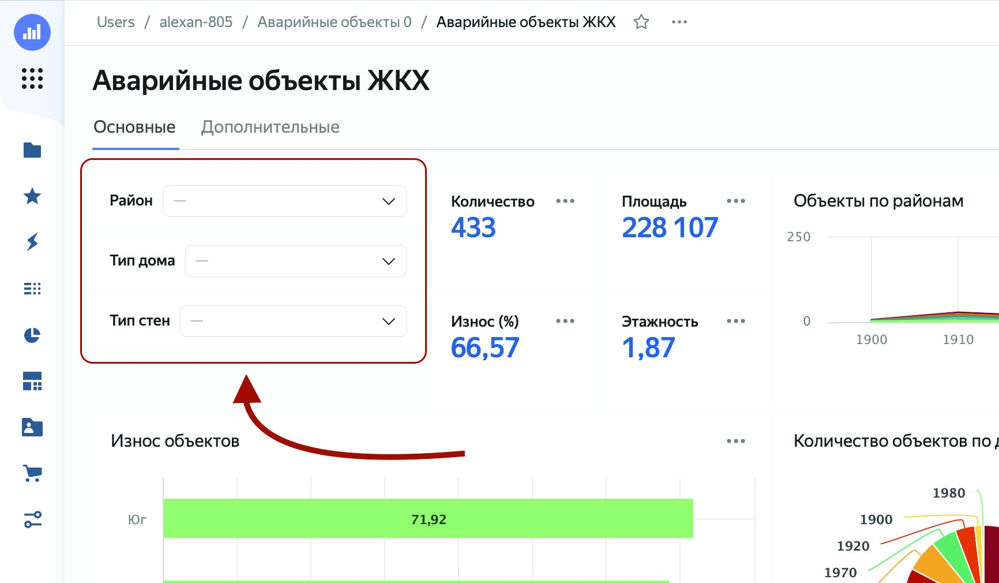 Users / alexan-805 / Аварийные объекты 0 / Аварийные объекты ЖКХ
Аварийные объекты ЖКХ
Основные Дополнительные
Район —
Тип дома —
Тип стен —
Количество
433
Площадь
228 107
Износ (%)
66,57
Этажность
1,87
Объекты по районам
250
0
1900 1910
Износ объектов
Юг 71,92
Количество объектов по
1980
1900
1920
1970